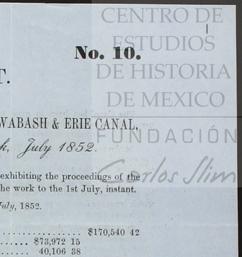 CENTRO DE
ESTUDIOS
DE HISTORIA
DE MEXICO
FUNDACIÓN
Carlos Slim
No. 10.
T.
WABASH & ERIE CANAL,
k, July 1852.
exhibiting the proceedings of the
he work to the 1st July, instant.
July, 1852.
$170,540 42
$73,972 15
40,106 38